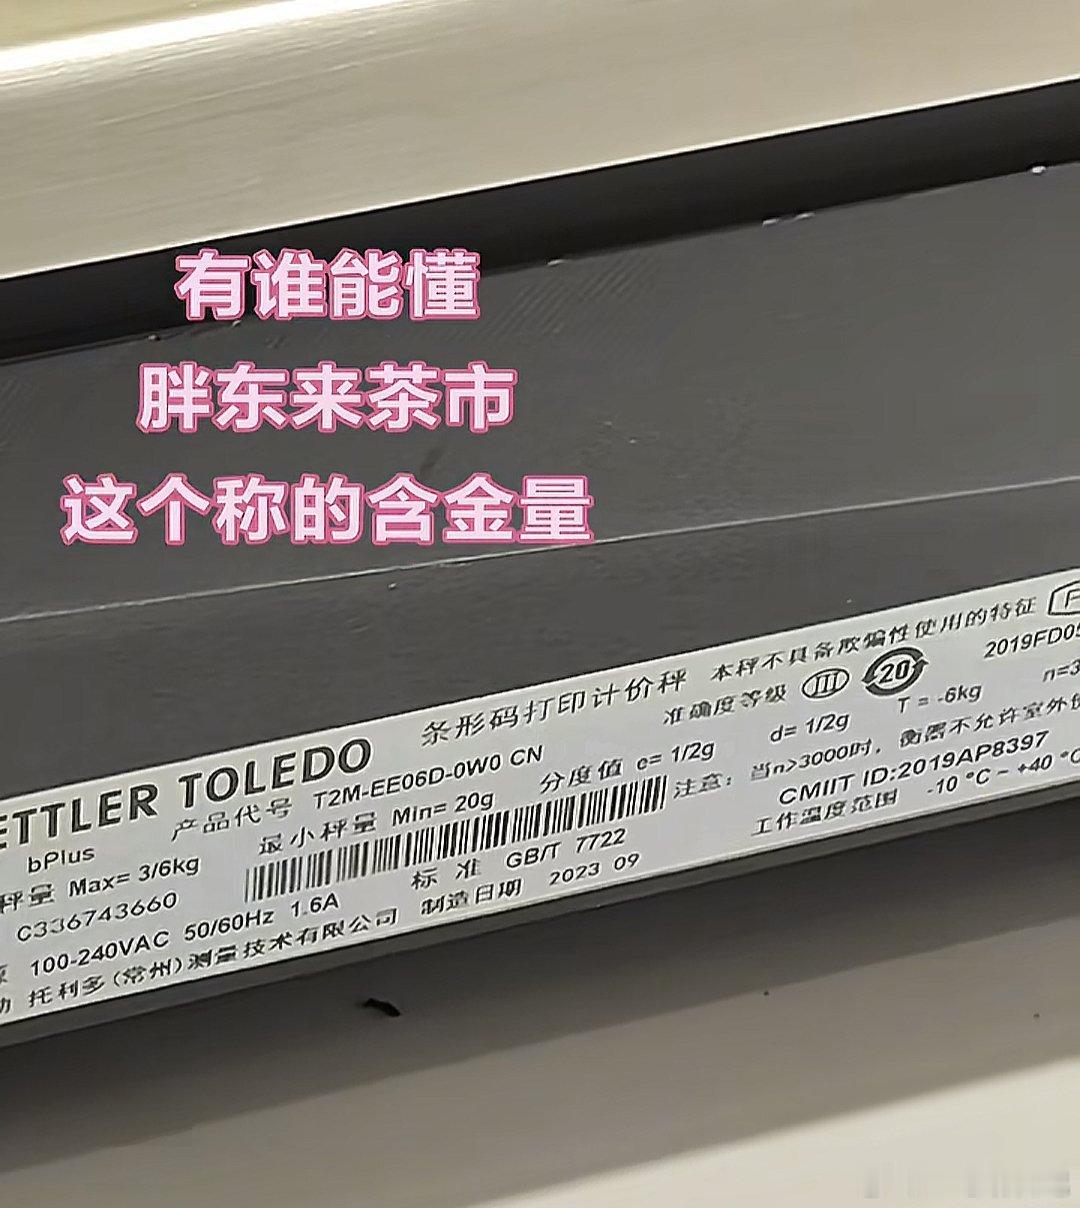 有谁能懂
胖东来茶市
这个称的含金量
ETTLER TOLEDO 条形码打印计价秤 本秤不具备欺骗性使用的特征
bPlus 产品代号 T2M-EE06D-0W0 CN 准确度等级 III 20 2019FD05
秤量 Max= 3/6kg 最小秤量 Min= 20g 分度值 e= 1/2g d= 1/2g T = -6kg n=3
C336743660 注意: 当n>3000时，衡器不允许室外使
100-240VAC 50/60Hz 1.6A 标准 GB/T 7722 CMIIT ID:2019AP8397
托利多(常州)测量技术有限公司 制造日期 2023 09 工作温度范围 -10 °C ~ +40 °C